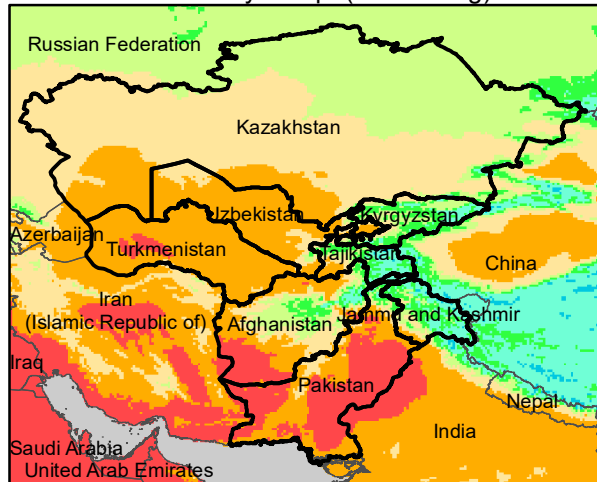 Russian Federation
Kazakhstan
Uzbekistan
Kyrgyzstan
Azerbaijan
Turkmenistan
Tajikistan
China
Iran
(Islamic Republic of)
Afghanistan
Jammu and Kashmir
Iraq
Pakistan
Nepal
India
Saudi Arabia
United Arab Emirates